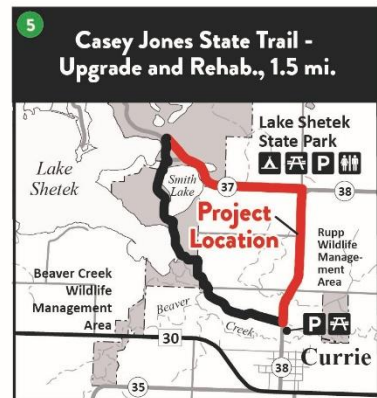 5
Casey Jones State Trail -
Upgrade and Rehab., 1.5 mi.
Lake Shetek
State Park
P
Lake
Shetek
Smith
Lake
37
38
Project
Location
Rupp
Wildlife
Manage-
ment
Area
Beaver Creek
Wildlife
Management
Area
Beaver
Creek
P
30
Currie
38
35